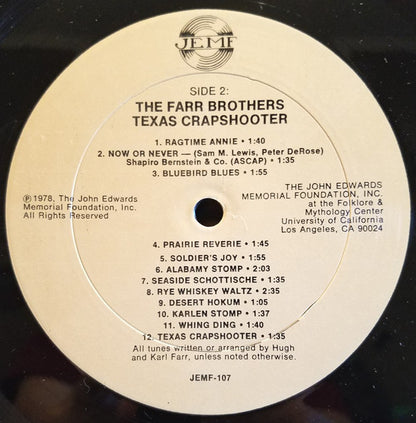 JEMF
SIDE 2:
THE FARR BROTHERS
TEXAS CRAPSHOOTER
1. RAGTIME ANNIE • 1:40
2. NOW OR NEVER — (Sam M. Lewis, Peter DeRose)
Shapiro Bernstein & Co. (ASCAP) • 1:35
3. BLUEBIRD BLUES • 1:55
Ⓟ1978, The John Edwards
Memorial Foundation, Inc.
All Rights Reserved
THE JOHN EDWARDS
MEMORIAL FOUNDATION, INC.
at the Folklore &
Mythology Center
University of California
Los Angeles, CA 90024
4. PRAIRIE REVERIE • 1:45
5. SOLDIER'S JOY • 1:55
6. ALABAMY STOMP • 2:03
7. SEASIDE SCHOTTISCHE • 1:35
8. RYE WHISKEY WALTZ • 1:35
9. DESERT HOKUM • 1:05
10. KARLEN STOMP • 1:37
11. WHING DING • 1:40
12. TEXAS CRAPSHOOTER • 1:35
All tunes written or arranged by Hugh
and Karl Farr, unless noted otherwise.
JEMF-107